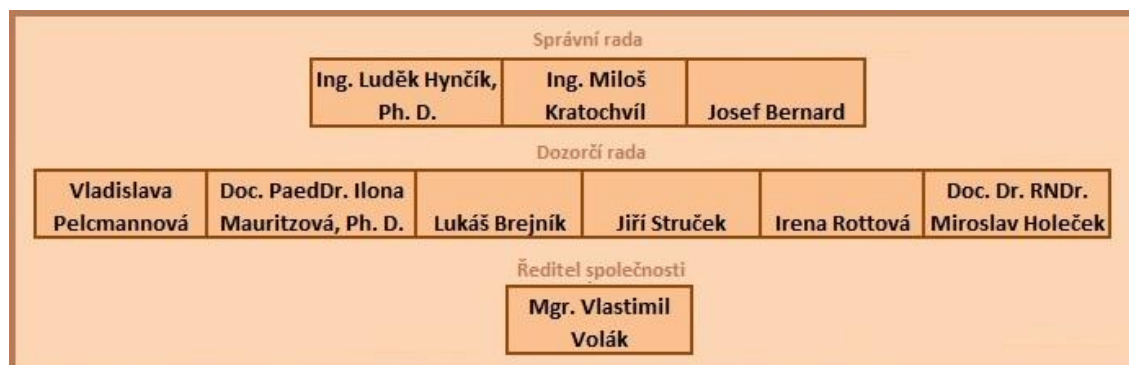 Správní rada
Ing. Luděk Hynčík,
Ph. D.
Ing. Miloš
Kratochvíl
Josef Bernard
Dozorčí rada
Vladislava
Pelcmannová
Doc. PaedDr. Ilona
Mauritzová, Ph. D.
Lukáš Brejník
Jiří Struček
Irena Rottová
Doc. Dr. RNDr.
Miroslav Holeček
Ředitel společnosti
Mgr. Vlastimil
Volák